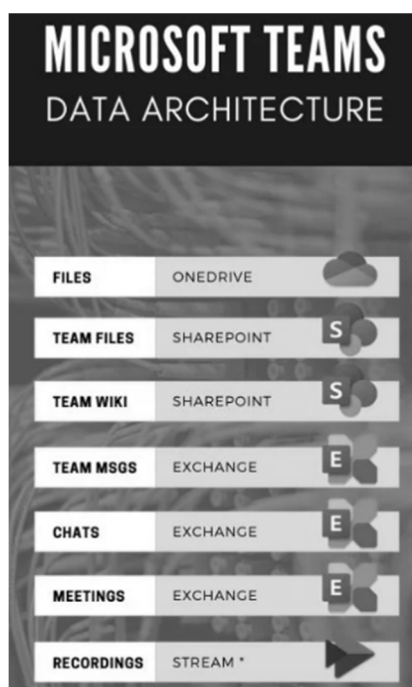 MICROSOFT TEAMS
DATA ARCHITECTURE
FILES ONEDRIVE
TEAM FILES SHAREPOINT S
TEAM WIKI SHAREPOINT S
TEAM MSGS EXCHANGE E
CHATS EXCHANGE E
MEETINGS EXCHANGE E
RECORDINGS STREAM *